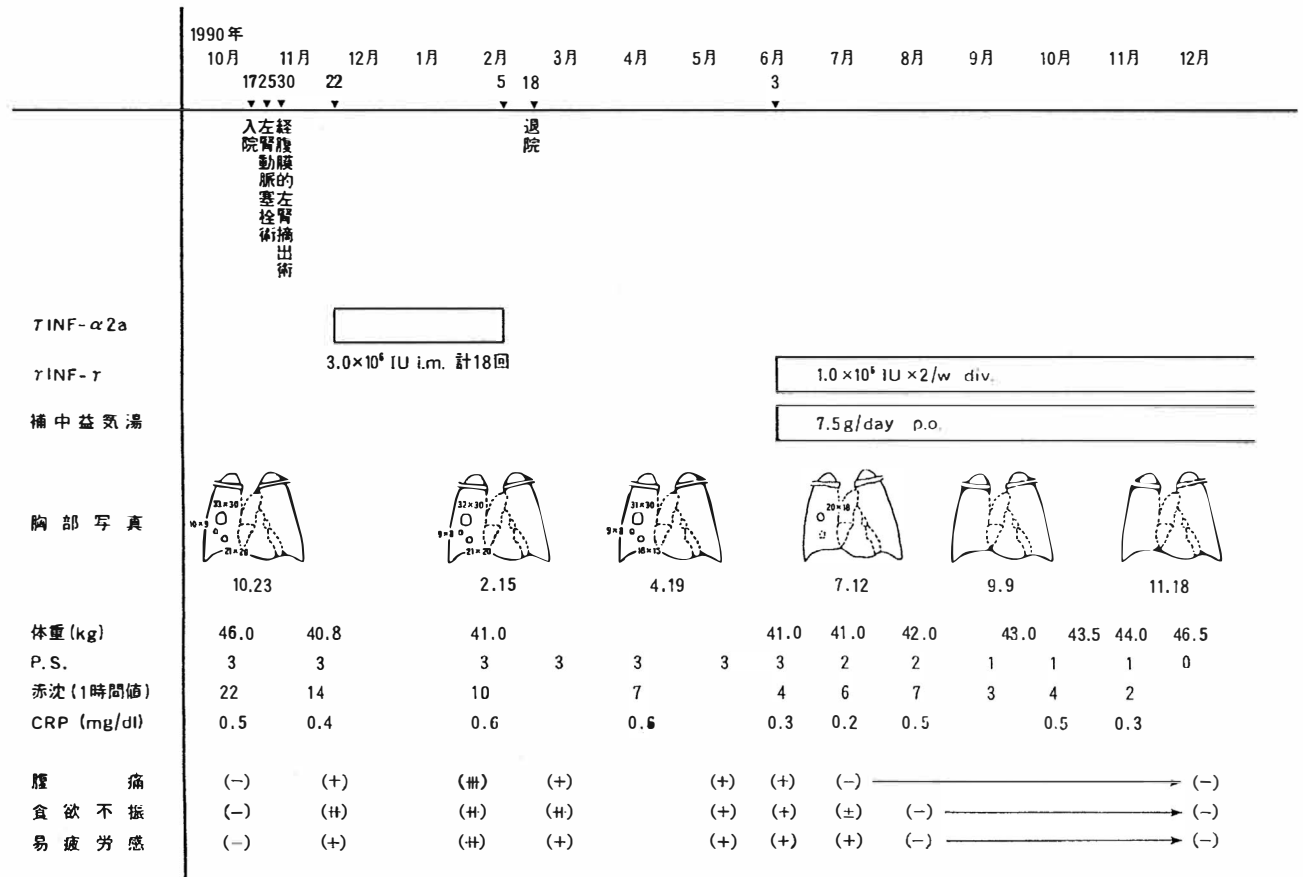 1990年
10月 11月 12月 1月 2月 3月 4月 5月 6月 7月 8月 9月 10月 11月 12月
17 25 30 22 5 18 3
入院
左腎動脈塞栓術
経腹膜的左腎摘出術
退院
γINF-α2a
3.0×10⁶ IU i.m. 計18回
γINF-γ
1.0×10⁶ IU ×2/w div.
補中益気湯
7.5g/day p.o.
胸部写真
33×30 32×30 31×30 20×18
10×9 9×8 9×8
21×20 21×20 18×15
10.23 2.15 4.19 7.12 9.9 11.18
体重(kg) 46.0 40.8 41.0 41.0 41.0 42.0 43.0 43.5 44.0 46.5
P.S. 3 3 3 3 3 3 3 2 2 1 1 1 0
赤沈(1時間値) 22 14 10 7 4 6 7 3 4 2
CRP (mg/dl) 0.5 0.4 0.6 0.6 0.3 0.2 0.5 0.5 0.3
腹痛 (-) (+) (卌) (+) (+) (+) (-) (-)
食欲不振 (-) (++) (++) (++) (+) (+) (±) (-) (-)
易疲労感 (-) (+) (++) (+) (+) (+) (+) (-) (-)